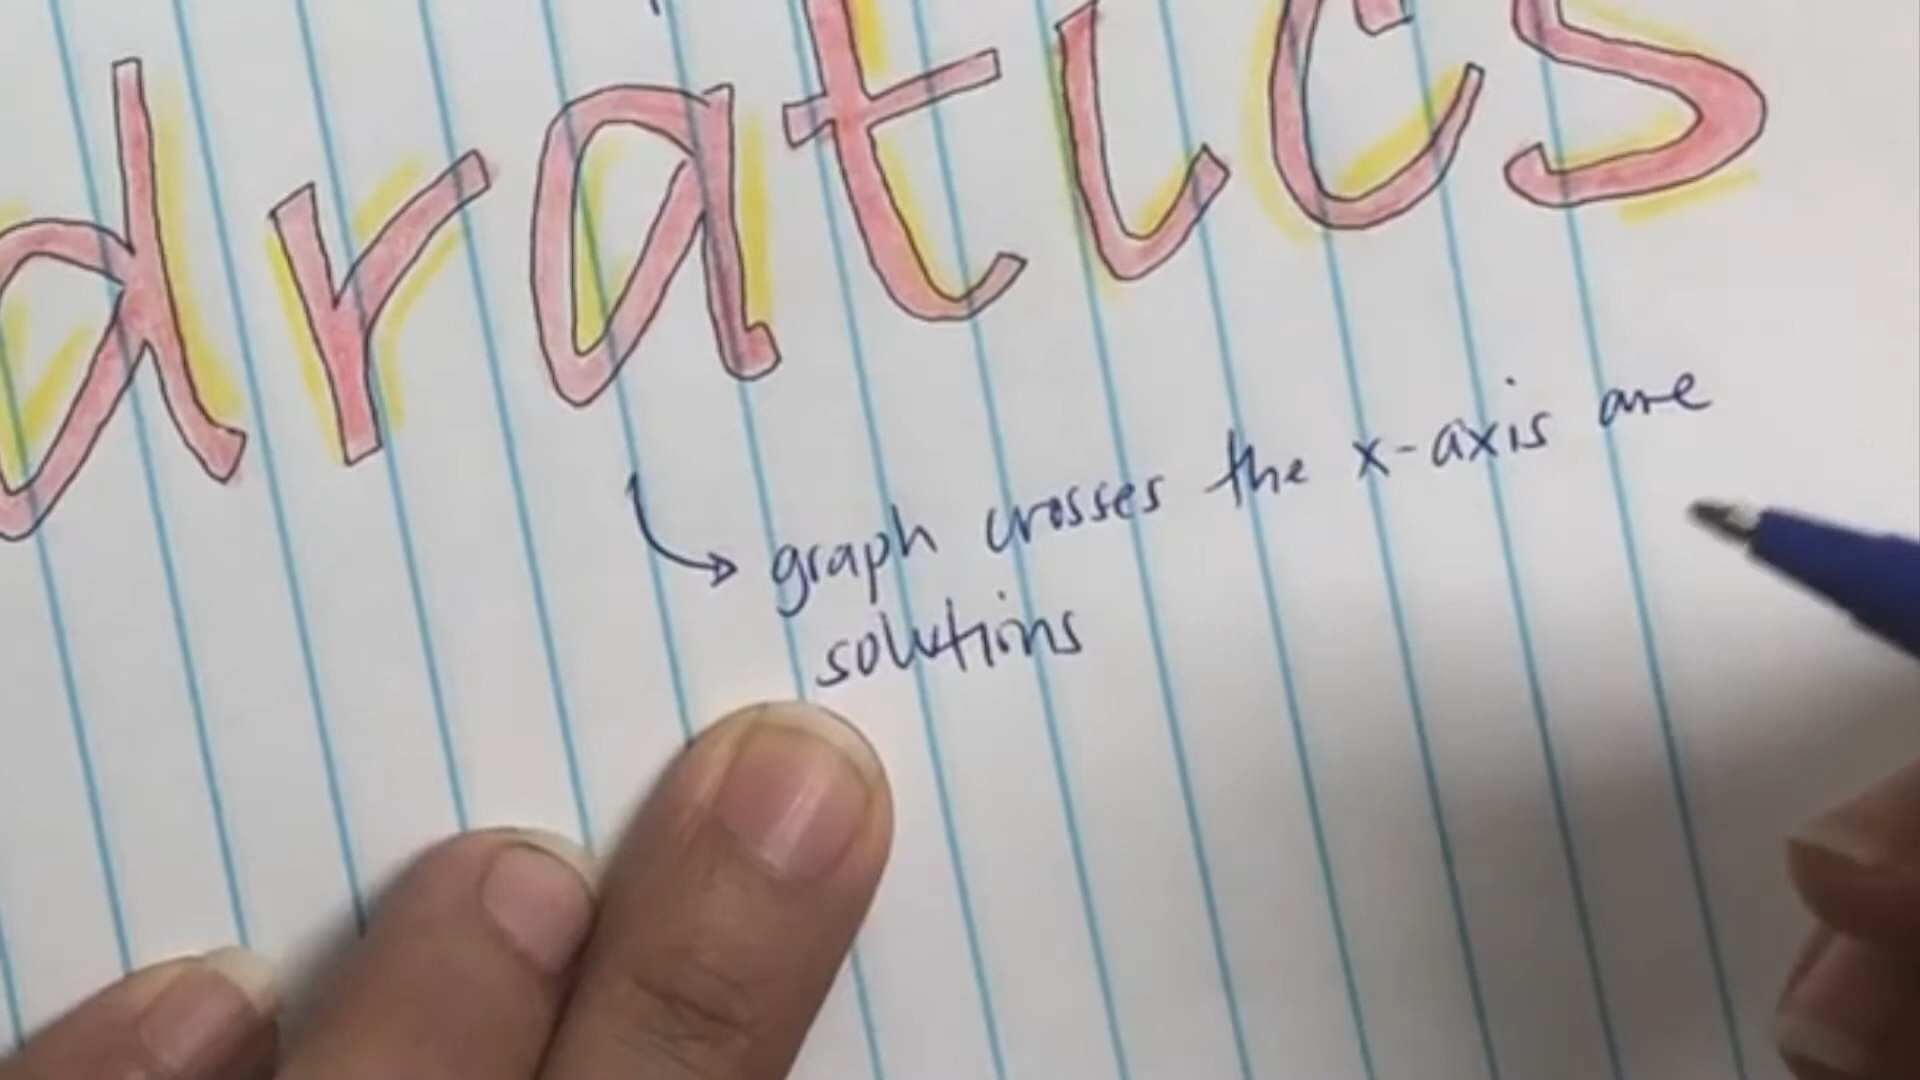 dratics
graph crosses the x-axis are
solutions